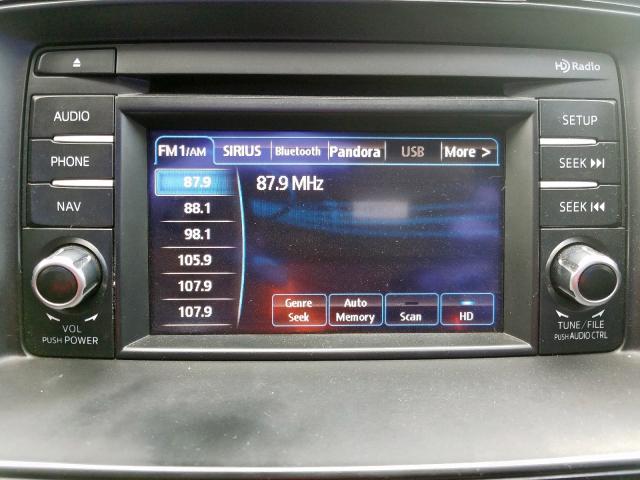 HD Radio
AUDIO
PHONE
NAV
VOL
PUSH POWER
FM1/AM SIRIUS Bluetooth Pandora USB More >
87.9
88.1
98.1
105.9
107.9
107.9
87.9 MHz
Genre Seek
Auto Memory
Scan
HD
SETUP
SEEK
SEEK
TUNE/FILE
PUSH AUDIO CTRL